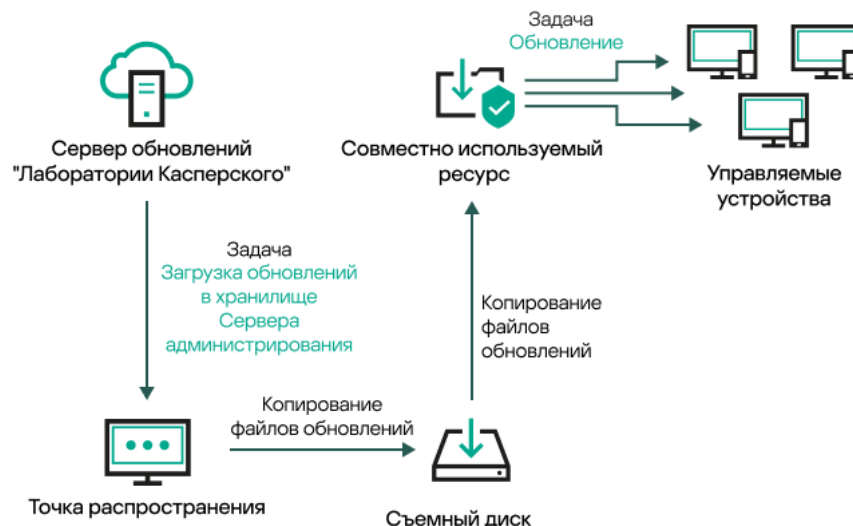 Сервер обновлений
"Лаборатории Касперского"
Задача
Загрузка обновлений
в хранилище
Сервера
администрирования
Точка распространения
Копирование
файлов обновлений
Съемный диск
Копирование
файлов
обновлений
Совместно используемый
ресурс
Задача
Обновление
Управляемые
устройства